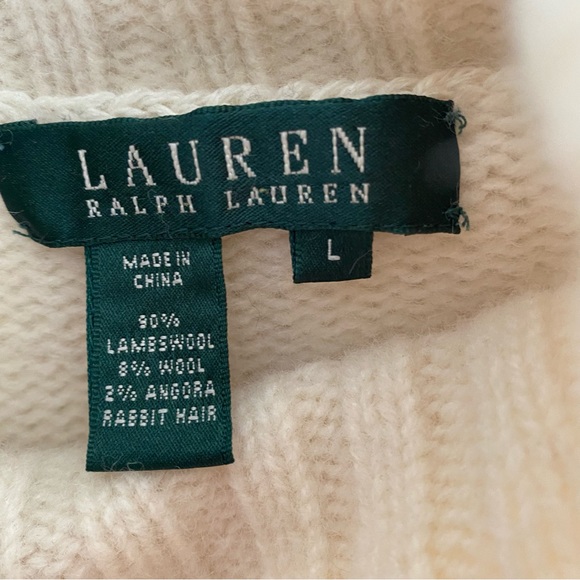 LAUREN
RALPH LAUREN
L
MADE IN
CHINA
90%
LAMBSWOOL
8% WOOL
2% ANGORA
RABBIT HAIR